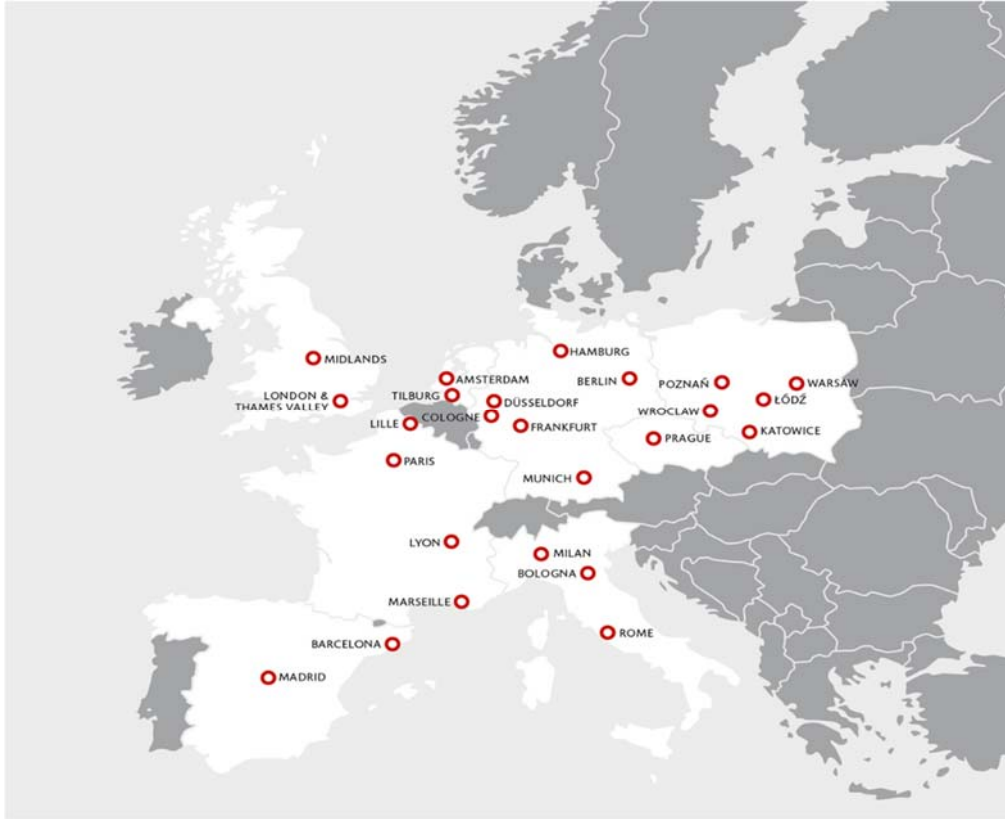 HAMBURG
MIDLANDS
AMSTERDAM
BERLIN
POZNAŃ
WARSAW
LONDON &
THAMES VALLEY
TILBURG
DÜSSELDORF
ŁÓDŹ
COLOGNE
WROCLAW
LILLE
FRANKFURT
KATOWICE
PRAGUE
PARIS
MUNICH
LYON
MILAN
BOLOGNA
MARSEILLE
ROME
BARCELONA
MADRID